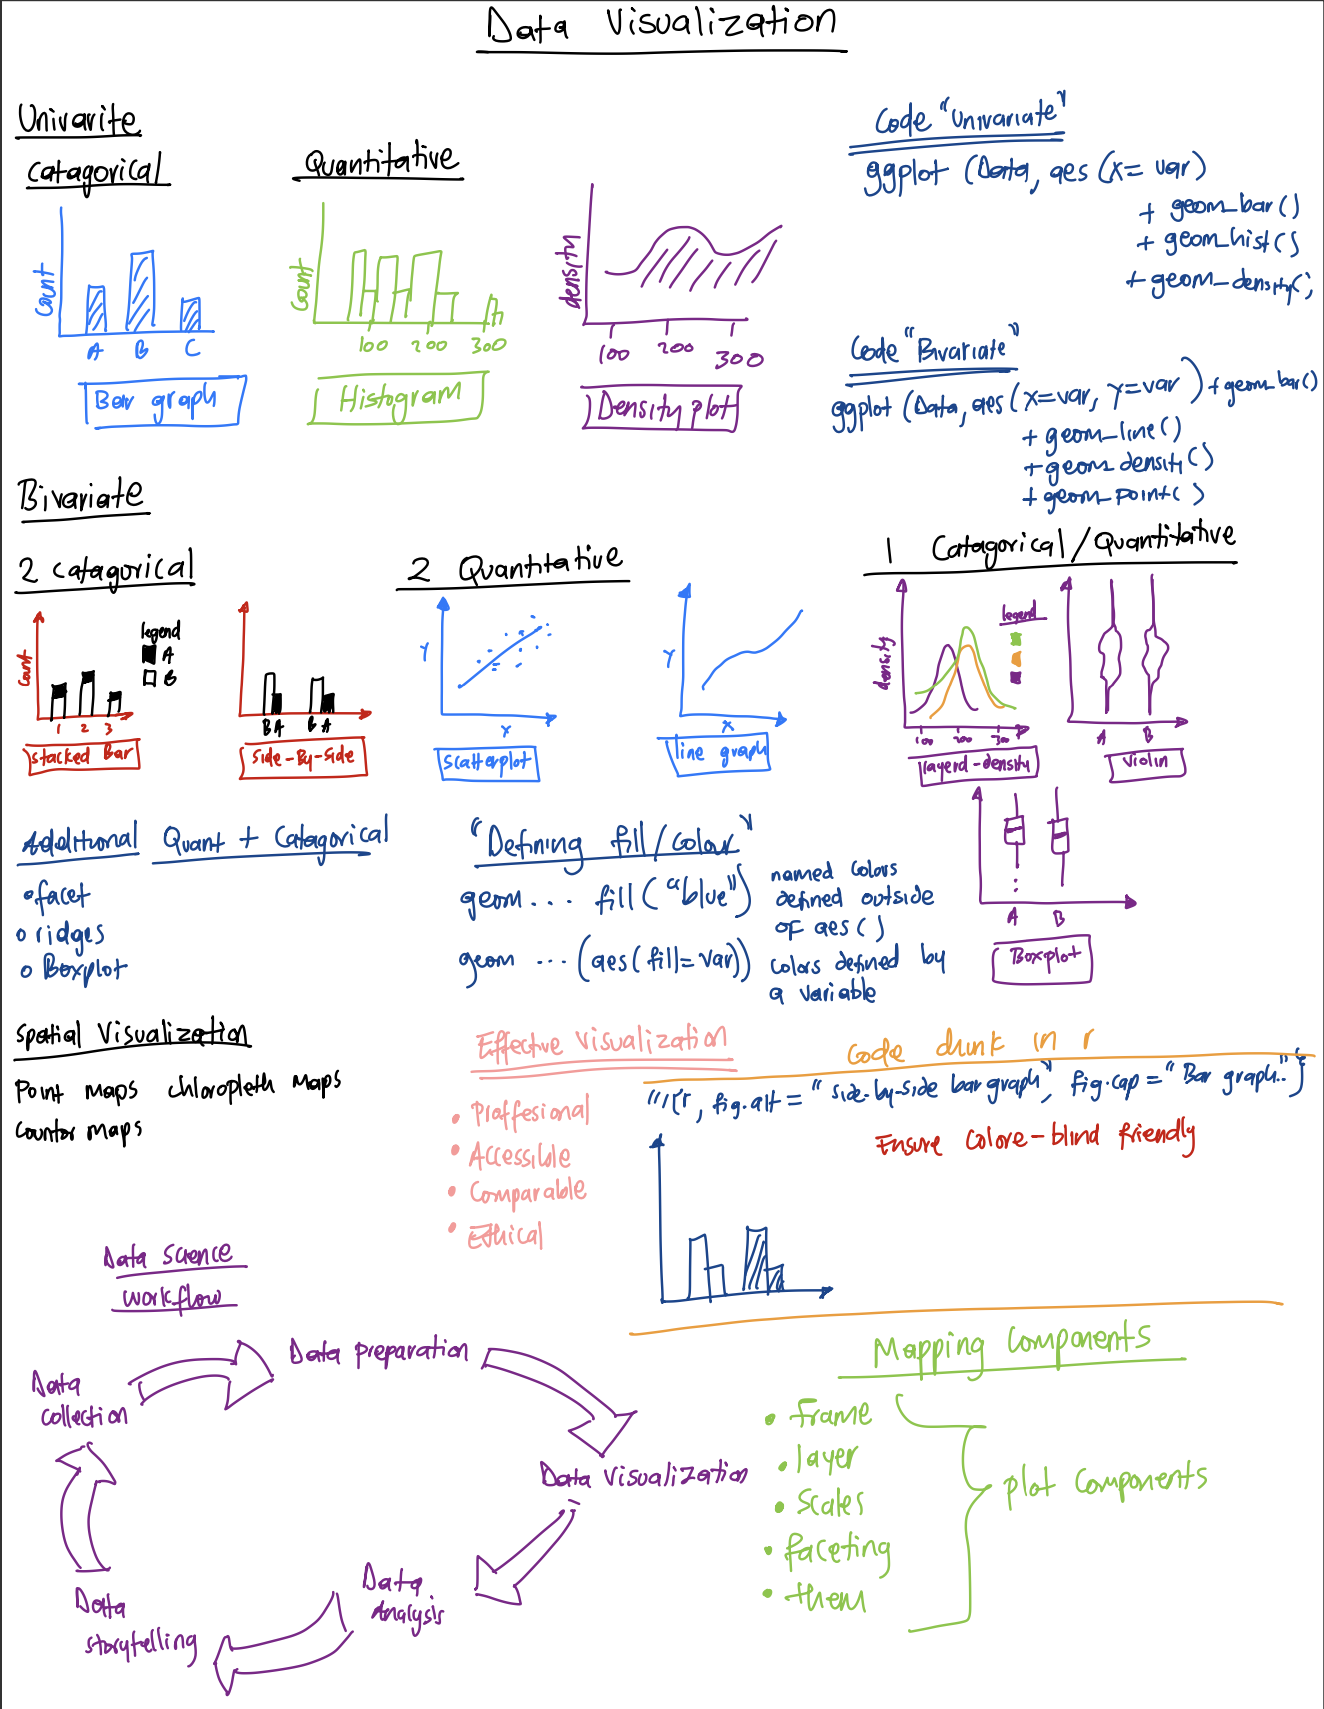 Data Visualization
Univarite
Catagorical
Count
A B C
Bar graph
Quantitative
Count
100 200 300
Histogram
density
100 200 300
Density plot
Code "Univariate"
ggplot (Data, aes (x= var)
+ geom_bar()
+ geom_hist()
+ geom_density()
Code "Bivariate"
ggplot (Data, aes (x=var, y=var) + geom_bar()
+ geom_line()
+ geom_density()
+ geom_point()
Bivariate
2 catagorical
Count
1 2 3
legend
A
B
Stacked Bar
B A B A
Side-By-Side
2 Quantitative
Y
X
Scatterplot
Y
X
line graph
1 Catagorical/Quantitative
density
100 200 300
legend
layerd-density
A B
Violin
A B
Boxplot
Additional Quant + Catagorical
facet
ridges
Boxplot
"Defining fill/colour"
geom... fill("blue")
named colors
defined outside
of aes()
geom ...(aes(fill=var))
colors defined by
a variable
Spatial Visualization
Point maps chloropleth maps
Countor maps
Effective Visualization
• Proffesional
• Accessible
• Comparable
• Ethical
Code chunk in r
'''{r, fig.alt = "side-by-side bar graph", fig.cap = "Bar graph.."}
Ensure Colore-blind friendly
Data Science
workflow
Data
collection
Data preparation
Data Visualization
Data
Analysis
Data
storytelling
Mapping Components
• frame
• layer
• Scales
• faceting
• them
plot components